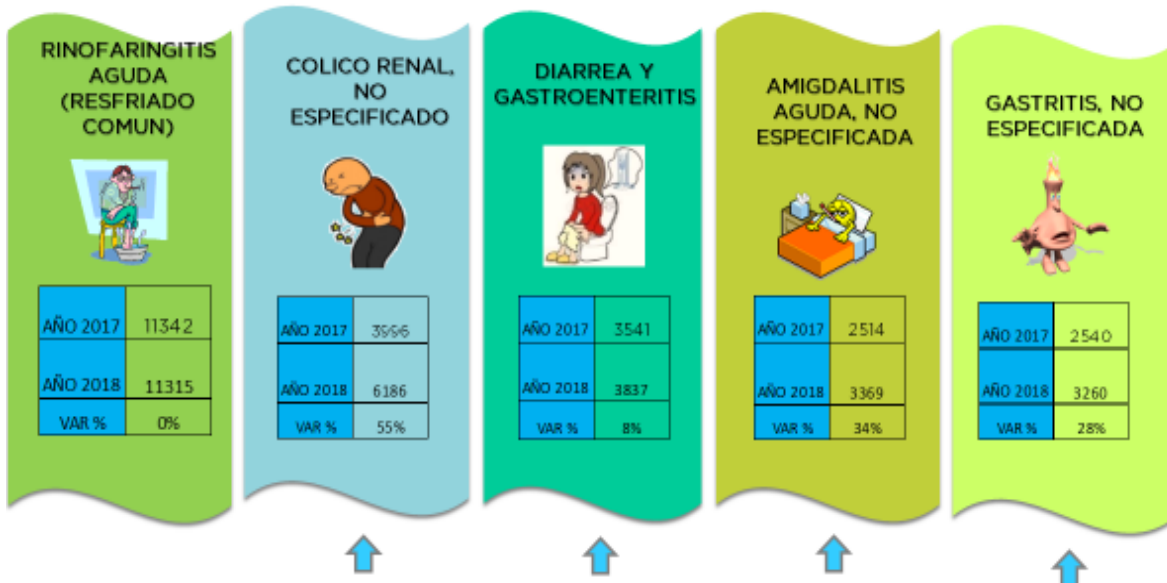 RINOFARINGITIS
AGUDA
(RESFRIADO
COMUN)
AÑO 2017 11342
AÑO 2018 11315
VAR % 0%
COLICO RENAL,
NO
ESPECIFICADO
AÑO 2017 3996
AÑO 2018 6186
VAR % 55%
DIARREA Y
GASTROENTERITIS
AÑO 2017 3541
AÑO 2018 3837
VAR % 8%
AMIGDALITIS
AGUDA, NO
ESPECIFICADA
AÑO 2017 2514
AÑO 2018 3369
VAR % 34%
GASTRITIS, NO
ESPECIFICADA
AÑO 2017 2540
AÑO 2018 3260
VAR % 28%